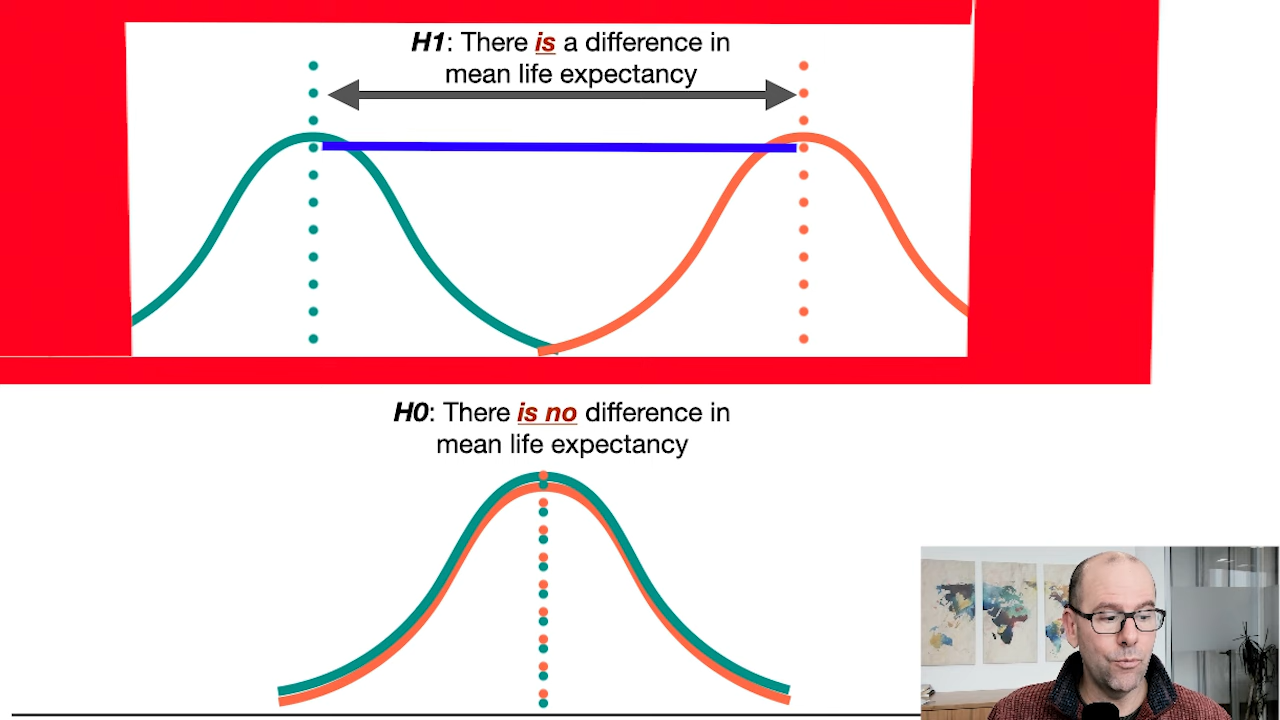 H1: There is a difference in
mean life expectancy
H0: There is no difference in
mean life expectancy